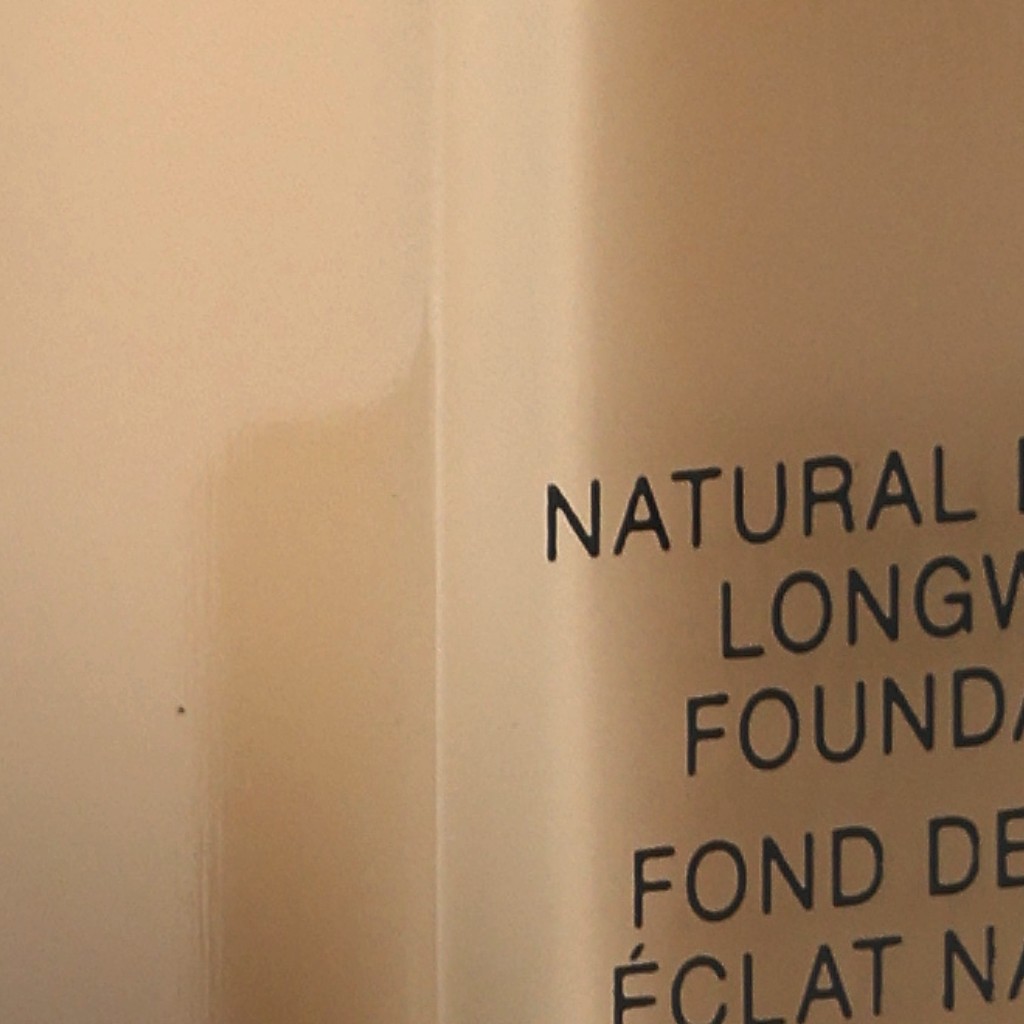 NATURAL
LONGW
FOUNDA
FOND DE
ÉCLAT NA